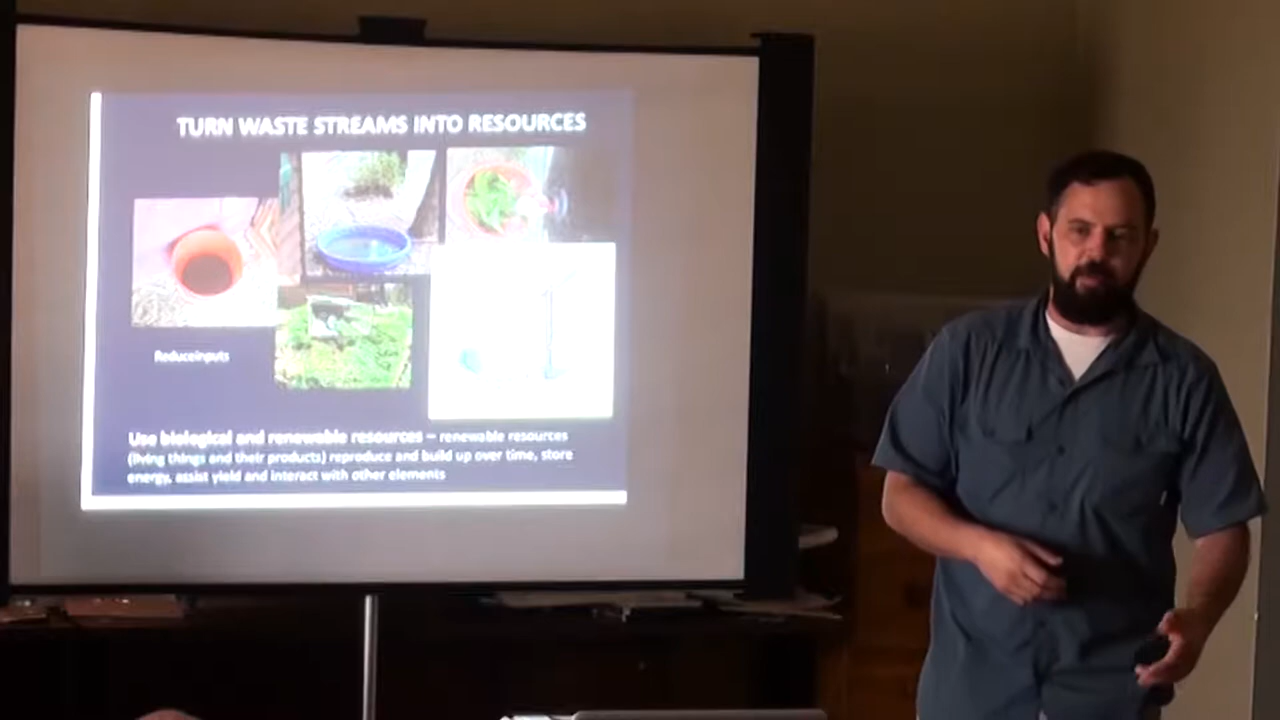 TURN WASTE STREAMS INTO RESOURCES
Reduceinputs
Use biological and renewable resources – renewable resources
(living things and their products) reproduce and build up over time, store
energy, assist yield and interact with other elements